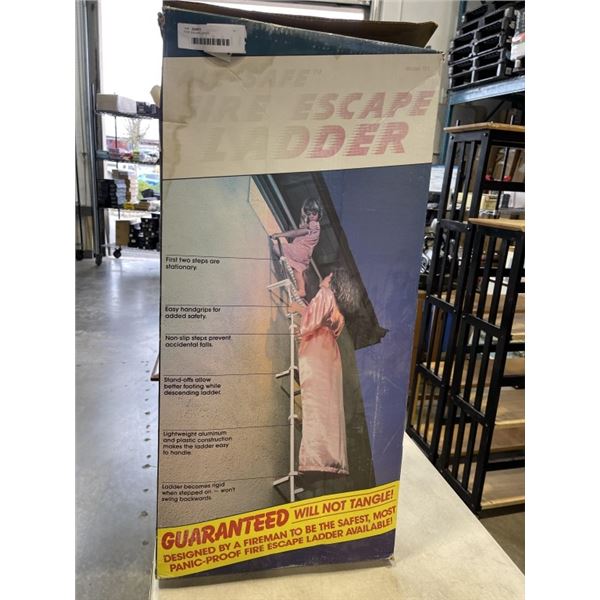 SAFE TM
FIRE ESCAPE
LADDER
First two steps are
stationary.
Easy handgrips for
added safety.
Non-slip steps prevent
accidental falls.
Stand-offs allow
better footing while
descending ladder.
Lightweight aluminum
and plastic construction
makes the ladder easy
to handle.
Ladder becomes rigid
when stepped on — won't
swing backwards.
GUARANTEED WILL NOT TANGLE!
DESIGNED BY A FIREMAN TO BE THE SAFEST, MOST
PANIC-PROOF FIRE ESCAPE LADDER AVAILABLE!